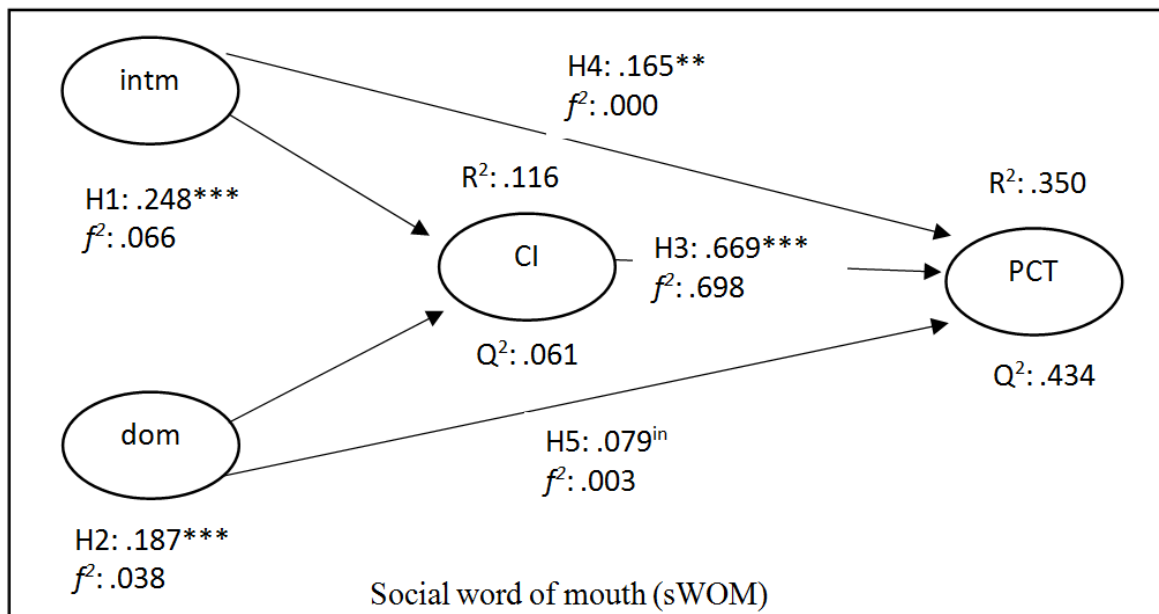 intm
H4: .165**
f²: .000
H1: .248***
f²: .066
R²: .116
CI
Q²: .061
H3: .669***
f²: .698
R²: .350
PCT
Q²: .434
dom
H5: .079ⁱⁿ
f²: .003
H2: .187***
f²: .038
Social word of mouth (sWOM)